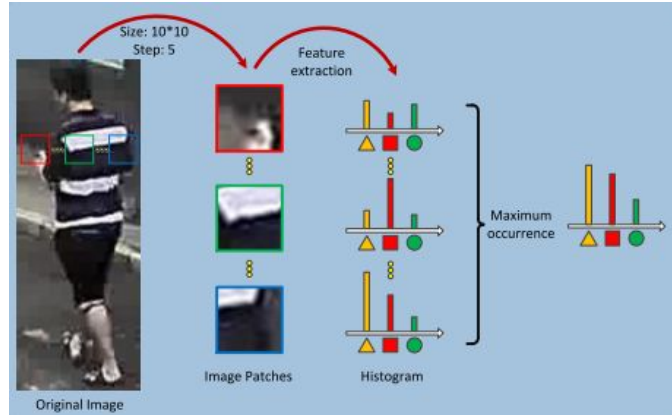 Size: 10*10
Step: 5
Feature
extraction
Maximum
occurrence
Image Patches
Histogram
Original Image